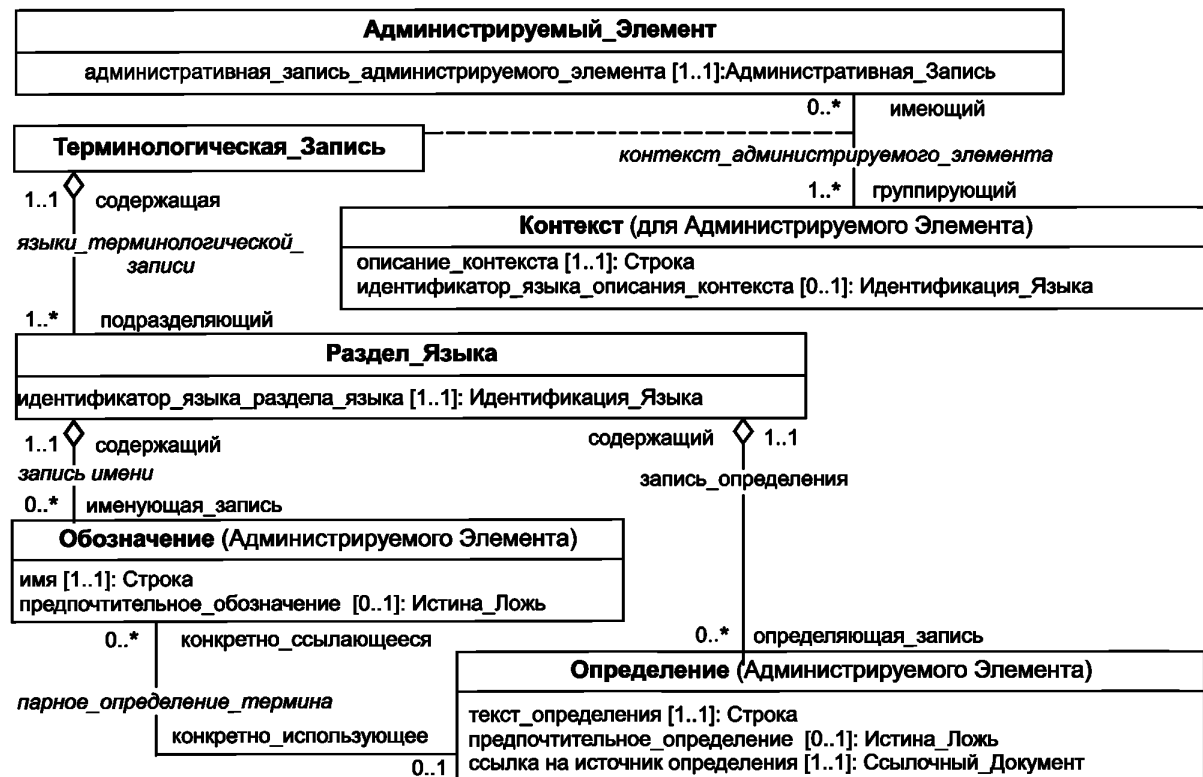 Администрируемый_Элемент
административная_запись_администрируемого_элемента [1..1]:Административная_Запись
0..* имеющий
Терминологическая_Запись
контекст_администрируемого_элемента
1..1 содержащая
1..* группирующий
языки_терминологической_
записи
Контекст (для Администрируемого Элемента)
описание_контекста [1..1]: Строка
идентификатор_языка_описания_контекста [0..1]: Идентификация_Языка
1..* подразделяющий
Раздел_Языка
идентификатор_языка_раздела_языка [1..1]: Идентификация_Языка
1..1 содержащий
содержащий 1..1
запись имени
запись_определения
0..* именующая_запись
Обозначение (Администрируемого Элемента)
имя [1..1]: Строка
предпочтительное_обозначение [0..1]: Истина_Ложь
0..* конкретно_ссылающееся
0..* определяющая_запись
Определение (Администрируемого Элемента)
парное_определение_термина
текст_определения [1..1]: Строка
предпочтительное_определение [0..1]: Истина_Ложь
ссылка на источник определения [1..1]: Ссылочный_Документ
конкретно_использующее
0..1